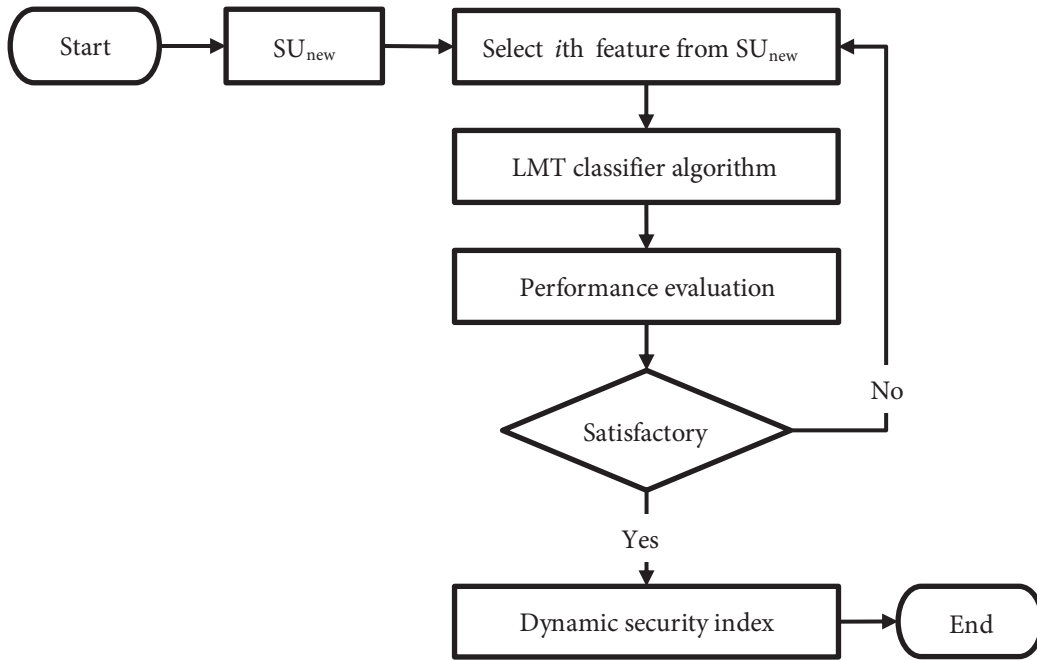 Start
SUnew
Select ith feature from SUnew
LMT classifier algorithm
Performance evaluation
No
Satisfactory
Yes
Dynamic security index
End